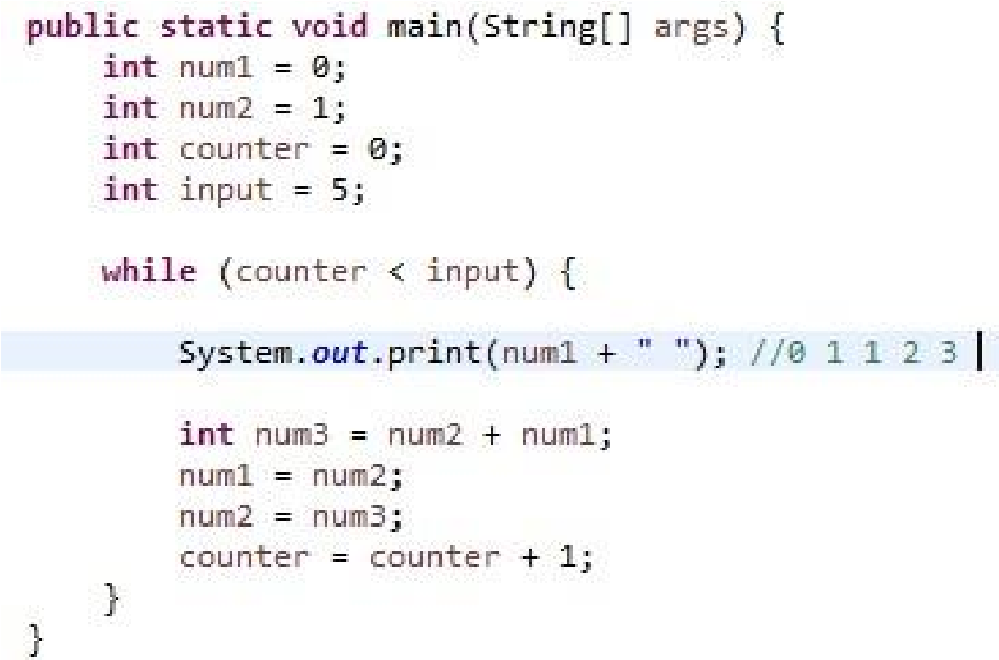 public static void main(String[] args) {
int num1 = 0;
int num2 = 1;
int counter = 0;
int input = 5;
while (counter < input) {
System.out.print(num1 + " "); //0 1 1 2 3
int num3 = num2 + num1;
num1 = num2;
num2 = num3;
counter = counter + 1;
}
}